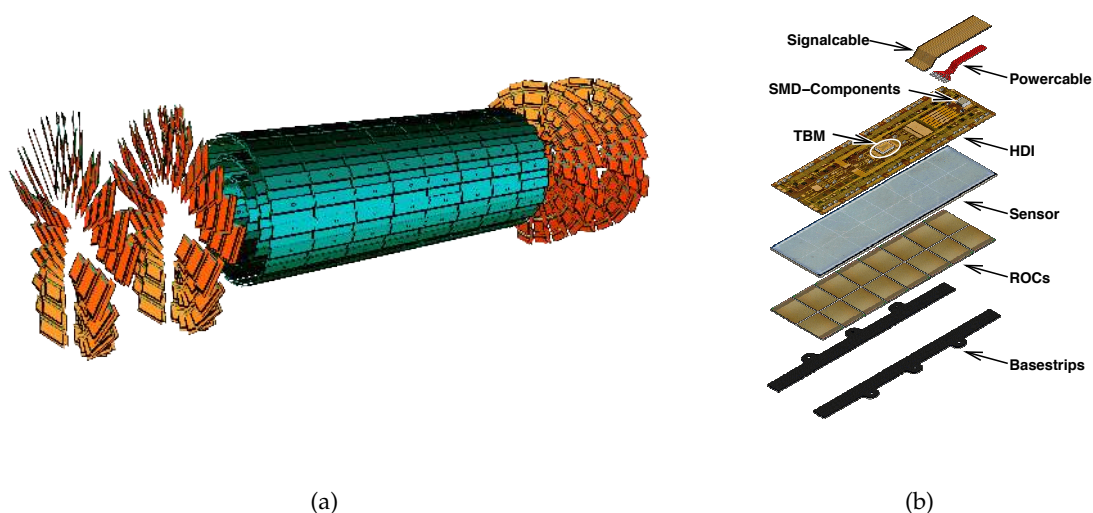 Signalcable
Powercable
SMD−Components
TBM
HDI
Sensor
ROCs
Basestrips
(a)
(b)